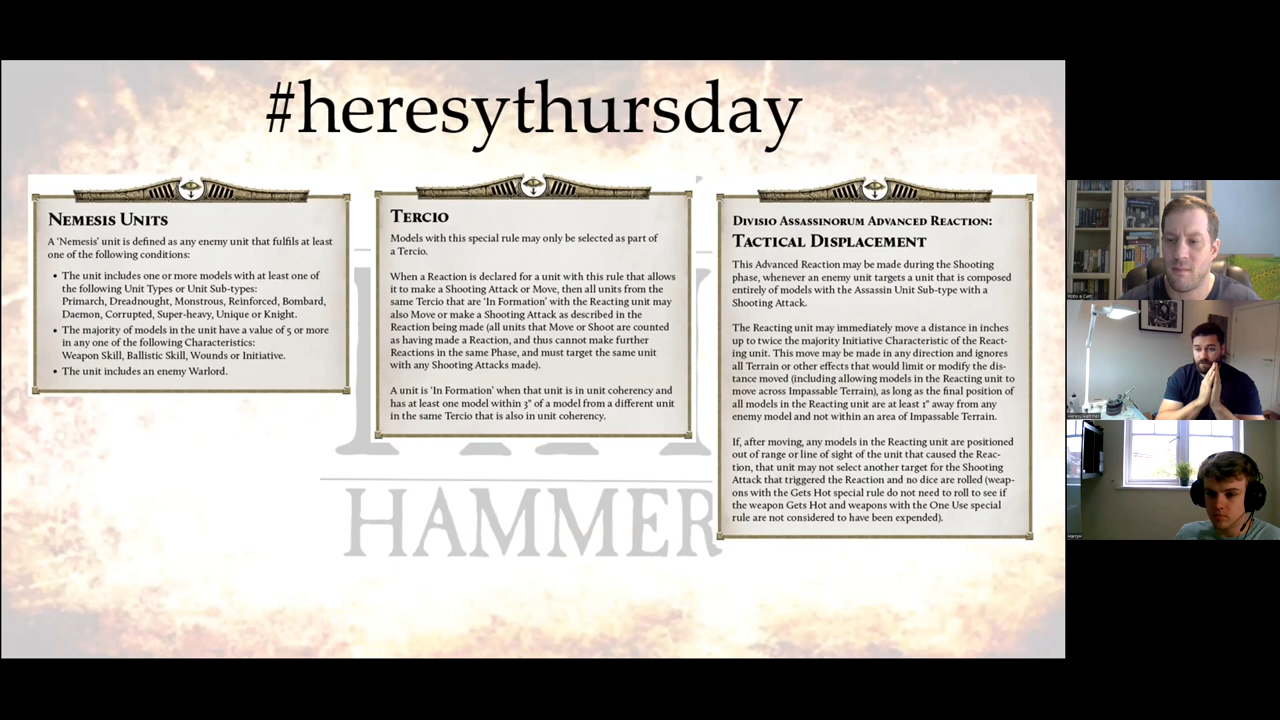 #heresythursday
NEMESIS UNITS
A 'Nemesis' unit is defined as any enemy unit that fulfils at least
one of the following conditions:
• The unit includes one or more models with at least one of
the following Unit Types or Unit Sub-types:
Primarch, Dreadnought, Monstrous, Reinforced, Bombard,
Daemon, Corrupted, Super-heavy, Unique or Knight.
• The majority of models in the unit have a value of 5 or more
in any one of the following Characteristics:
Weapon Skill, Ballistic Skill, Wounds or Initiative.
• The unit includes an enemy Warlord.
TERCIO
Models with this special rule may only be selected as part of
a Tercio.
When a Reaction is declared for a unit with this rule that allows
it to make a Shooting Attack or Move, then all units from the
same Tercio that are 'In Formation' with the Reacting unit may
also Move or make a Shooting Attack as described in the
Reaction being made (all units that Move or Shoot are counted
as having made a Reaction, and thus cannot make further
Reactions in the same Phase, and must target the same unit
with any Shooting Attacks made).
A unit is 'In Formation' when that unit is in unit coherency and
has at least one model within 3" of a model from a different unit
in the same Tercio that is also in unit coherency.
DIVISIO ASSASSINORUM ADVANCED REACTION:
TACTICAL DISPLACEMENT
This Advanced Reaction may be made during the Shooting
phase, whenever an enemy unit targets a unit that is composed
entirely of models with the Assassin Unit Sub-type with a
Shooting Attack.
The Reacting unit may immediately move a distance in inches
up to twice the majority Initiative Characteristic of the React-
ing unit. This move may be made in any direction and ignores
all Terrain or other effects that would limit or modify the dis-
tance moved (including allowing models in the Reacting unit to
move across Impassable Terrain), as long as the final position of
all models in the Reacting unit are at least 1" away from any
enemy model and not within an area of Impassable Terrain.
If, after moving, any models in the Reacting unit are positioned
out of range or line of sight of the unit that caused the Reac-
tion, that unit may not select another target for the Shooting
Attack that triggered the Reaction and no dice are rolled (weap-
ons with the Gets Hot special rule do not need to roll to see if
the weapon Gets Hot and weapons with the One Use special
rule are not considered to have been expended).
HAMMER